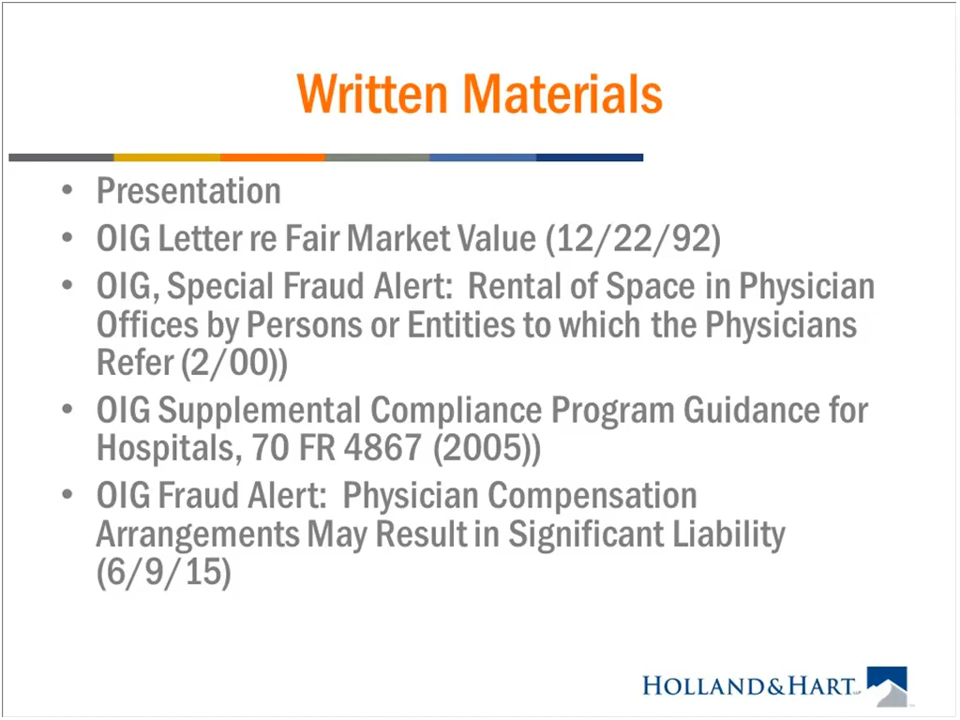 Written Materials
• Presentation
• OIG Letter re Fair Market Value (12/22/92)
• OIG, Special Fraud Alert:  Rental of Space in Physician
Offices by Persons or Entities to which the Physicians
Refer (2/00))
• OIG Supplemental Compliance Program Guidance for
Hospitals, 70 FR 4867 (2005))
• OIG Fraud Alert:  Physician Compensation
Arrangements May Result in Significant Liability
(6/9/15)
HOLLAND&HART